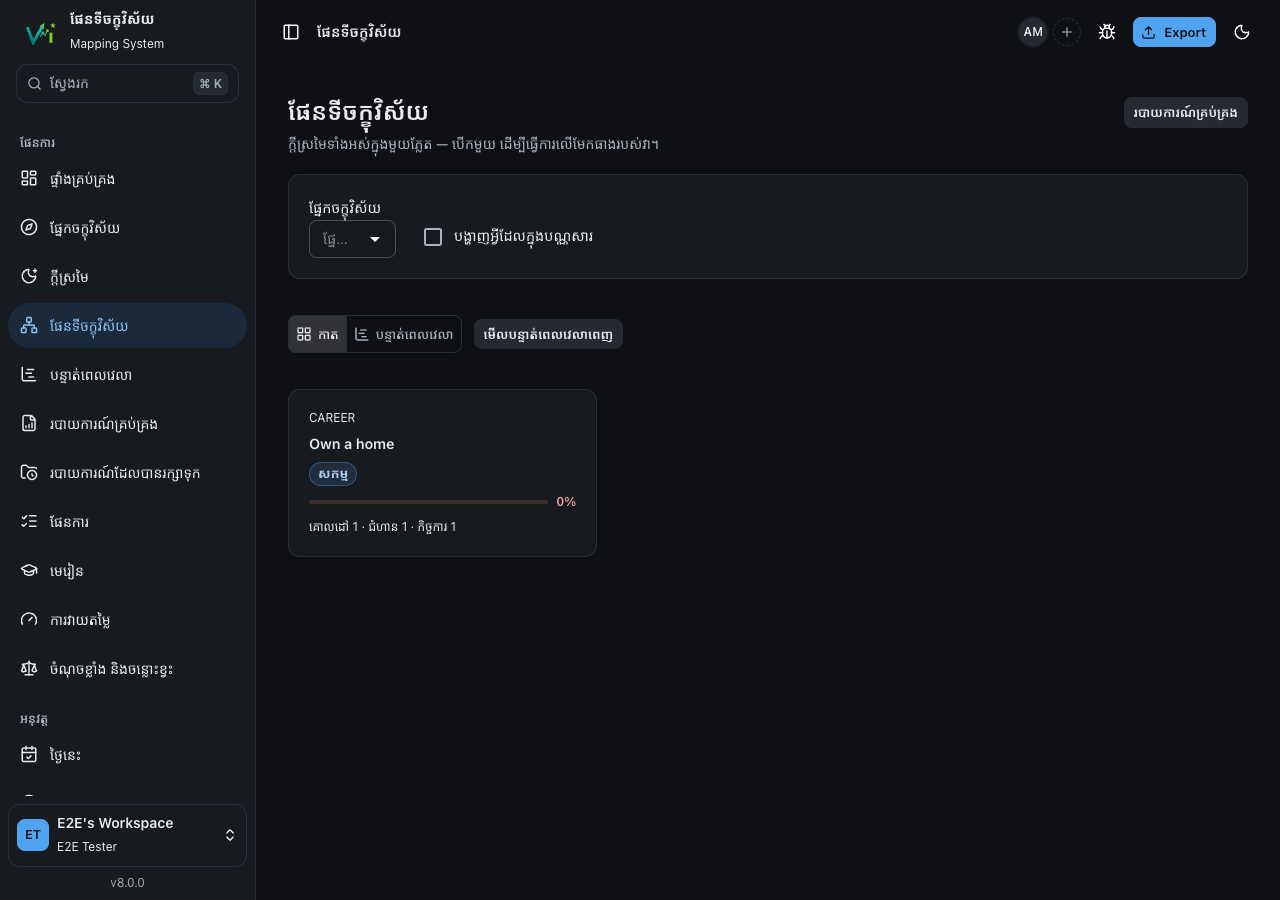 ផែនទីចក្ខុវិស័យ
Mapping System
ស្វែងរក
⌘ K
ផែនការ
ផ្ទាំងគ្រប់គ្រង
ផ្នែកចក្ខុវិស័យ
ក្ដីស្រមៃ
ផែនទីចក្ខុវិស័យ
បន្ទាត់ពេលវេលា
របាយការណ៍គ្រប់គ្រង
របាយការណ៍ដែលបានរក្សាទុក
ផែនការ
មេរៀន
ការវាយតម្លៃ
ចំណុចខ្លាំង និងចន្លោះខ្វះ
អនុវត្ត
ថ្ងៃនេះ
ET
E2E's Workspace
E2E Tester
v8.0.0
ផែនទីចក្ខុវិស័យ
AM
Export
ផែនទីចក្ខុវិស័យ
របាយការណ៍គ្រប់គ្រង
ក្ដីស្រមៃទាំងអស់ក្នុងមួយភ្លែត — បើកមួយ ដើម្បីធ្វើការលើមែកធាងរបស់វា។
ផ្នែកចក្ខុវិស័យ
ផ្នែ...
បង្ហាញអ្វីដែលក្នុងបណ្ណសារ
កាត
បន្ទាត់ពេលវេលា
មើលបន្ទាត់ពេលវេលាពេញ
CAREER
Own a home
សកម្ម
0%
គោលដៅ 1 · ជំហាន 1 · កិច្ចការ 1